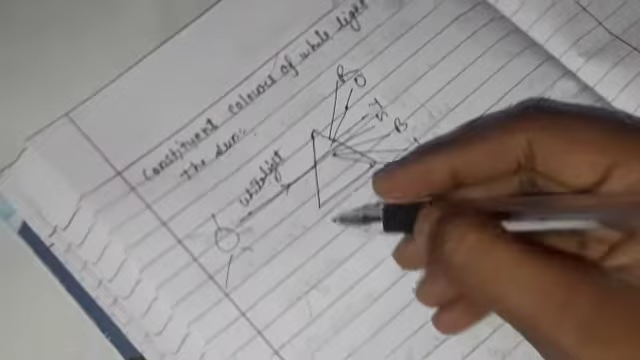 Constituent colours of white light
the sun:
White light
R
O
Y
B